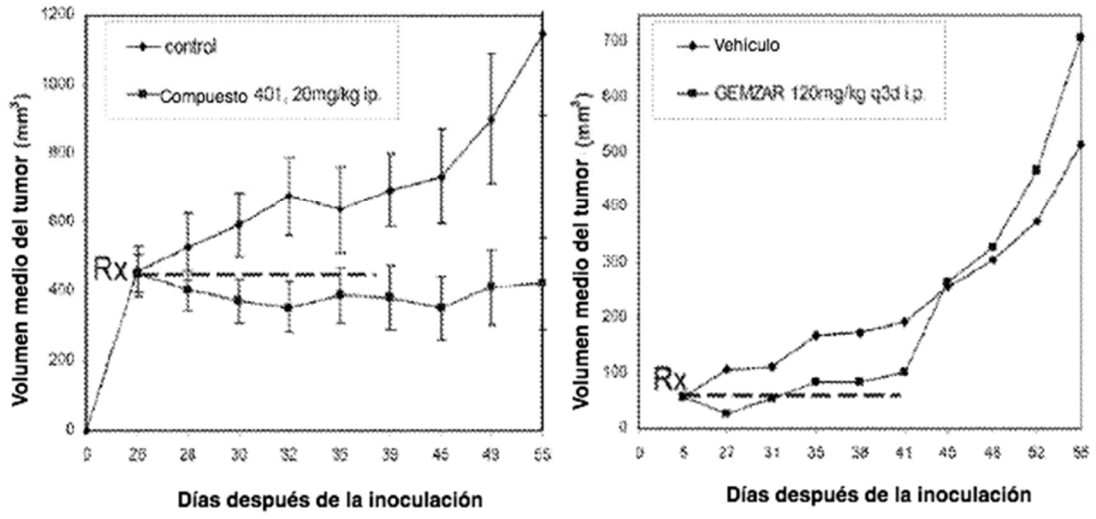 1200
1000
800
600
400
200
0
Volumen medio del tumor (mm³)
control
Compuesto 401, 20mg/kg ip.
Rx
0 26 28 30 32 35 39 45 49 55
Días después de la inoculación
700
600
500
400
300
200
100
0
Volumen medio del tumor (mm³)
Vehículo
GEMZAR 120mg/kg q3d i.p.
Rx
0 27 31 35 38 41 45 48 52 55
Días después de la inoculación